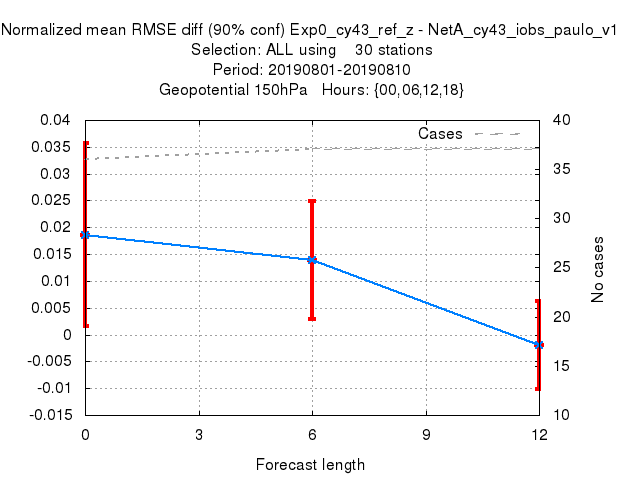 Normalized mean RMSE diff (90% conf) Exp0_cy43_ref_z - NetA_cy43_iobs_paulo_v1
Selection: ALL using 30 stations
Period: 20190801-20190810
Geopotential 150hPa Hours: {00,06,12,18}
Cases
0.04
0.035
0.03
0.025
0.02
0.015
0.01
0.005
0
-0.005
-0.01
-0.015
40
35
30
25
20
15
10
No cases
0 3 6 9 12
Forecast length